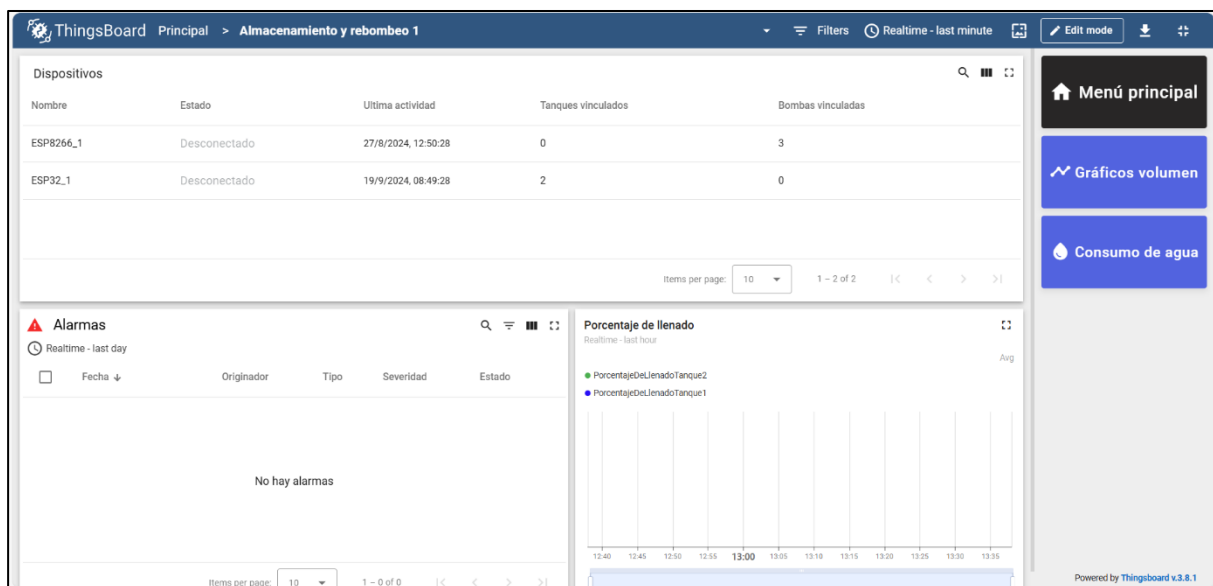 ThingsBoard Principal > Almacenamiento y rebombeo 1 Filters Realtime - last minute Edit mode
Dispositivos
Nombre Estado Ultima actividad Tanques vinculados Bombas vinculadas
ESP8266_1 Desconectado 27/8/2024, 12:50:28 0 3
ESP32_1 Desconectado 19/9/2024, 08:49:28 2 0
Items per page: 10 1 – 2 of 2
Menú principal
Gráficos volumen
Consumo de agua
Alarmas
Realtime - last day
Fecha Originador Tipo Severidad Estado
No hay alarmas
Items per page: 10 1 – 0 of 0
Porcentaje de llenado
Realtime - last hour
Avg
PorcentajeDeLlenadoTanque2
PorcentajeDeLlenadoTanque1
12:40 12:45 12:50 12:55 13:00 13:05 13:10 13:15 13:20 13:25 13:30 13:35
Powered by Thingsboard v.3.8.1